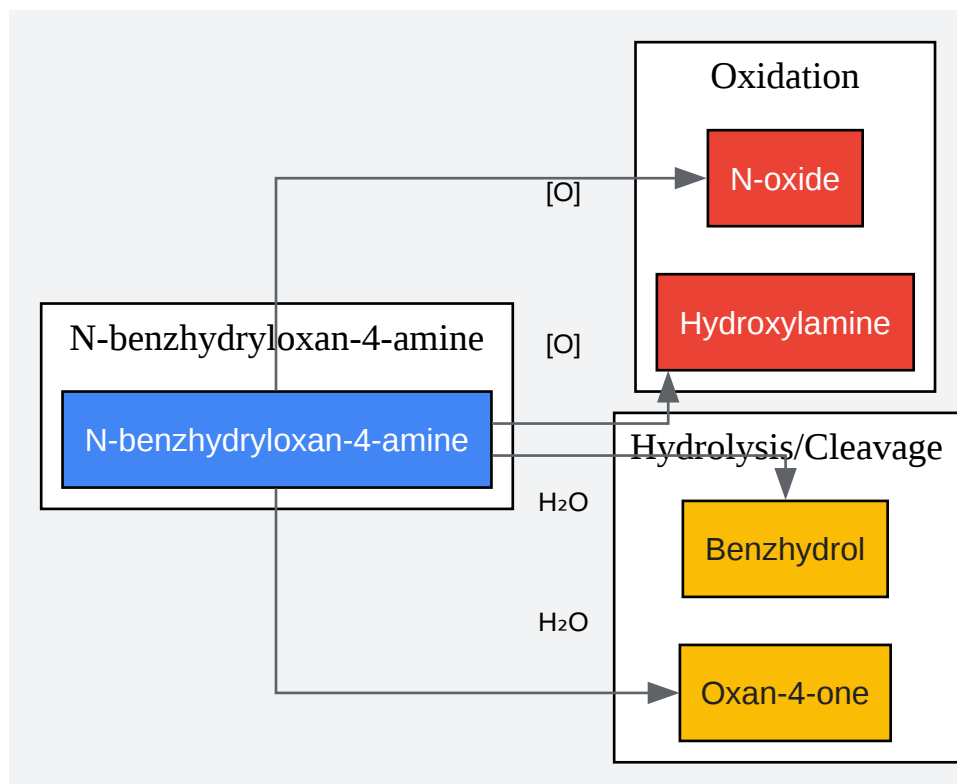 Oxidation
N-oxide
[O]
Hydroxylamine
[O]
N-benzhydryloxan-4-amine
N-benzhydryloxan-4-amine
Hydrolysis/Cleavage
H₂O
Benzhydrol
H₂O
Oxan-4-one